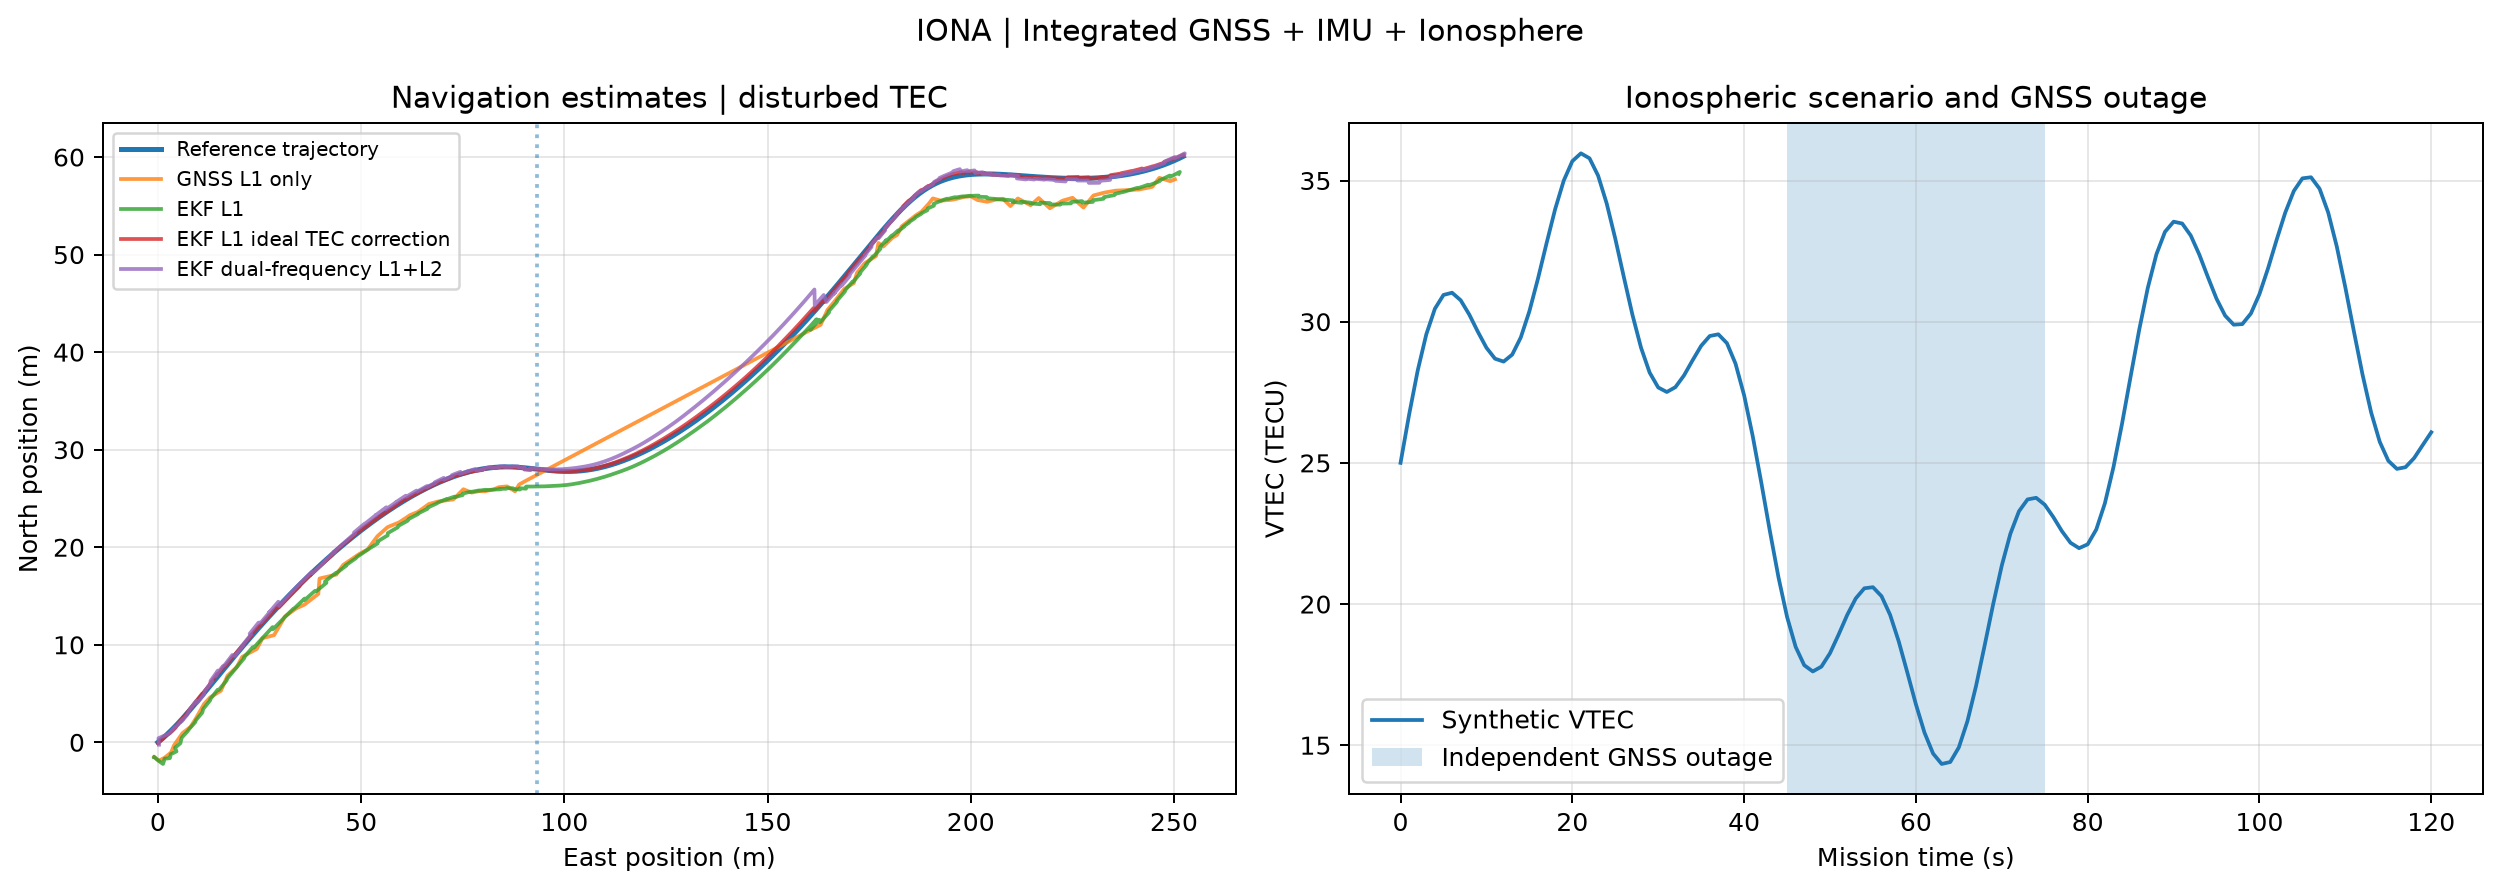 IONA | Integrated GNSS + IMU + Ionosphere
Navigation estimates | disturbed TEC
Reference trajectory
GNSS L1 only
EKF L1
EKF L1 ideal TEC correction
EKF dual-frequency L1+L2
60
50
40
30
20
10
0
North position (m)
0 50 100 150 200 250
East position (m)
Ionospheric scenario and GNSS outage
35
30
25
20
15
VTEC (TECU)
Synthetic VTEC
Independent GNSS outage
0 20 40 60 80 100 120
Mission time (s)